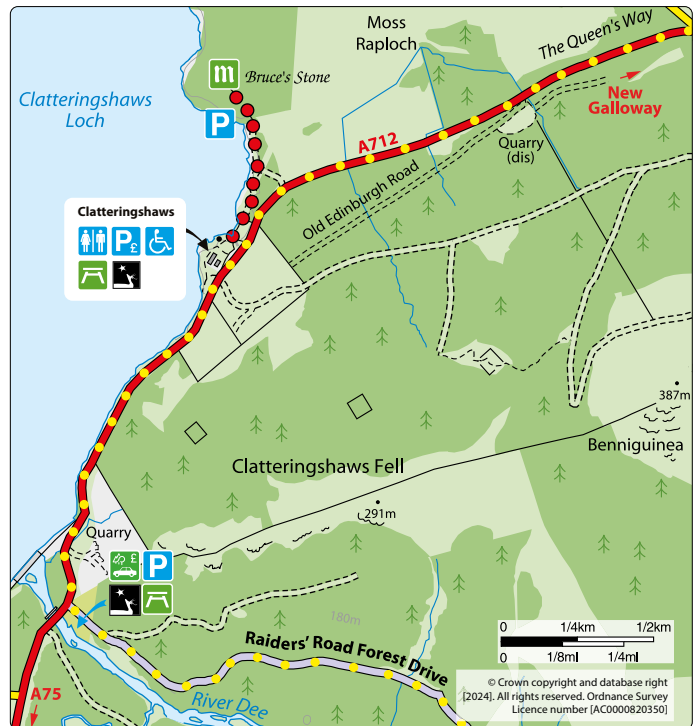 Moss
Raploch
The Queen's Way
m
Bruce's Stone
Clatteringshaws
Loch
P
New
Galloway
A712
Quarry
(dis)
Old Edinburgh Road
Clatteringshaws
P£
387m
Benniguinea
Clatteringshaws Fell
291m
Quarry
£
P
180m
Raiders' Road Forest Drive
0 1/4km 1/2km
0 1/8ml 1/4ml
A75
River Dee
© Crown copyright and database right
[2024]. All rights reserved. Ordnance Survey
Licence number [AC0000820350]